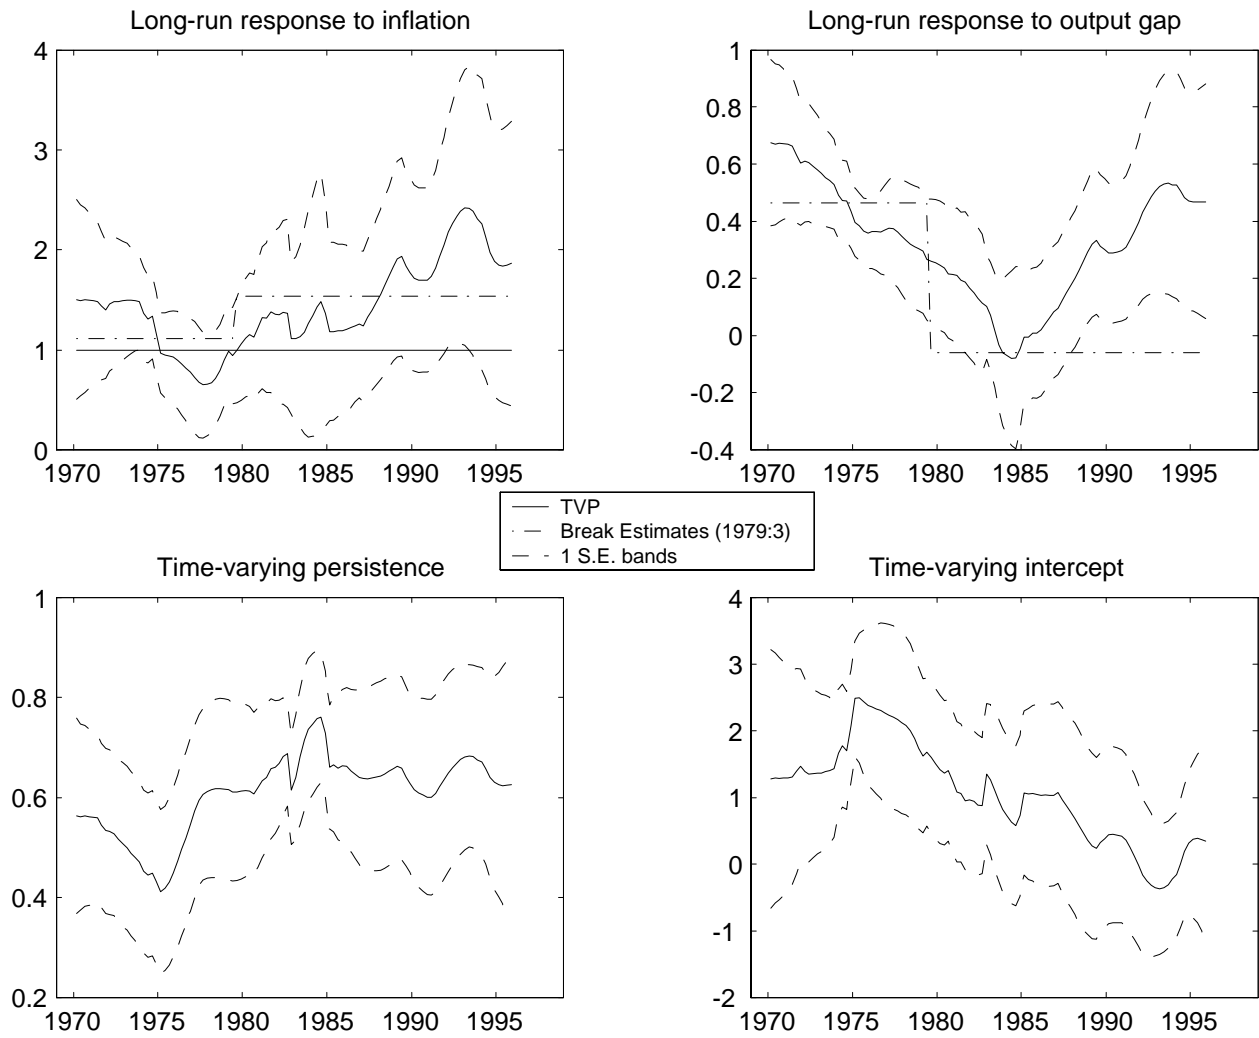 Long-run response to inflation
4
3
2
1
0
1970 1975 1980 1985 1990 1995
Long-run response to output gap
1
0.8
0.6
0.4
0.2
0
-0.2
-0.4
1970 1975 1980 1985 1990 1995
TVP
Break Estimates (1979:3)
1 S.E. bands
Time-varying persistence
1
0.8
0.6
0.4
0.2
1970 1975 1980 1985 1990 1995
Time-varying intercept
4
3
2
1
0
-1
-2
1970 1975 1980 1985 1990 1995